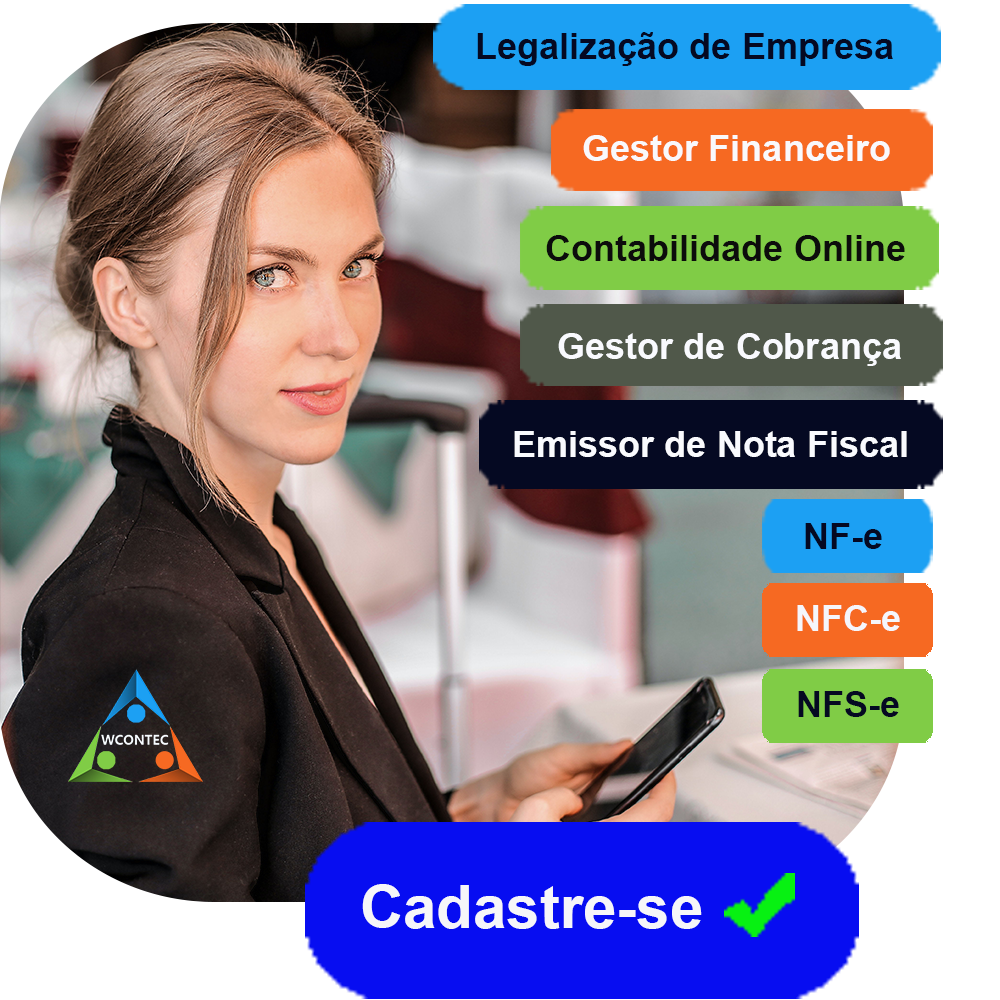 Legalização de Empresa
Gestor Financeiro
Contabilidade Online
Gestor de Cobrança
Emissor de Nota Fiscal
NF-e
NFC-e
NFS-e
WCONTEC
Cadastre-se